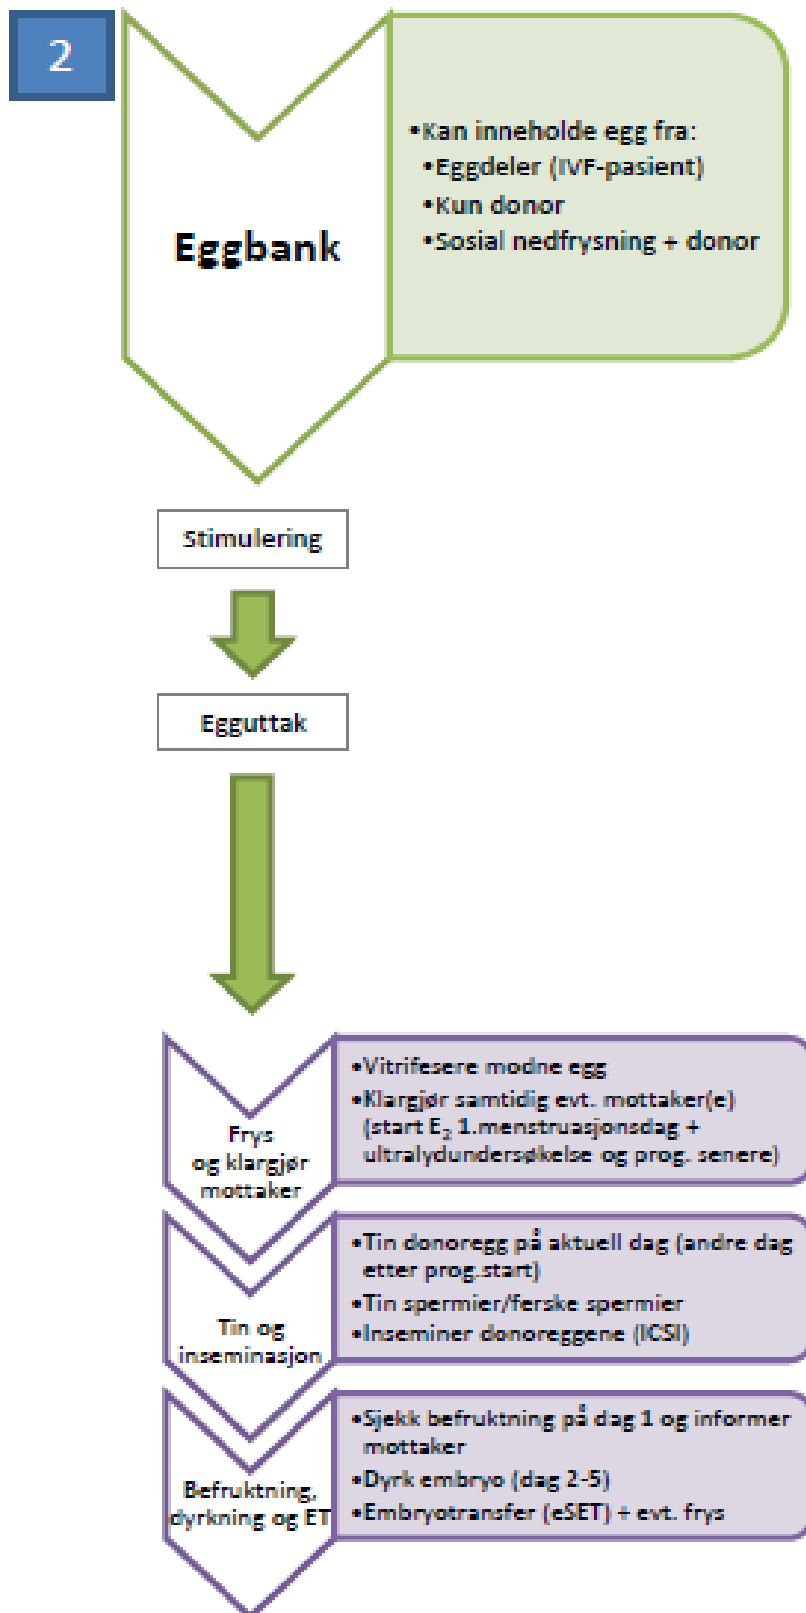 2
Eggbank
•Kan inneholde egg fra:
•Eggdeler (IVF-pasient)
•Kun donor
•Sosial nedfrysning + donor
Stimulering
Egguttak
Frys
og klargjør
mottaker
•Vitrifesere modne egg
•Klargjør samtidig evt. mottaker(e)
(start E₂ 1.menstruasjonsdag +
ultralydundersøkelse og prog. senere)
Tin og
inseminasjon
•Tin donoregg på aktuell dag (andre dag
etter prog.start)
•Tin spermier/ferske spermier
•Inseminer donoreggene (ICSI)
Befruktning,
dyrkning og ET
•Sjekk befruktning på dag 1 og informer
mottaker
•Dyrk embryo (dag 2-5)
•Embryotransfer (eSET) + evt. frys